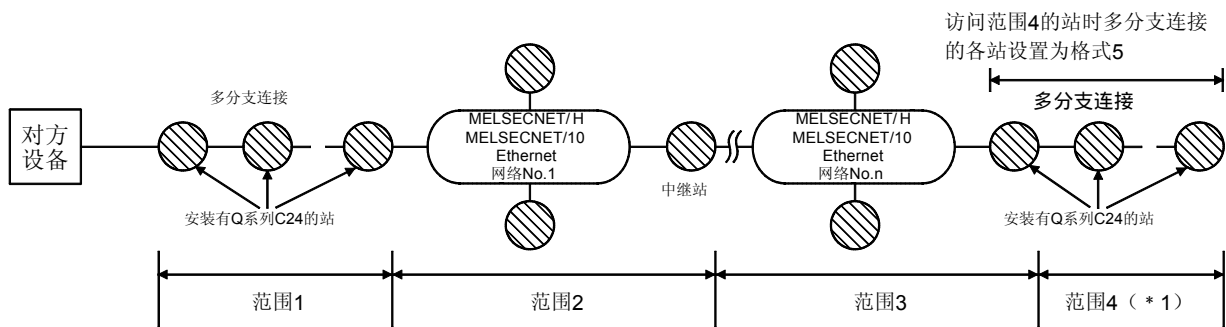 访问范围4的站时多分支连接
的各站设置为格式5
多分支连接
多分支连接
对方
设备
MELSECNET/H
MELSECNET/10
Ethernet
网络No.1
中继站
MELSECNET/H
MELSECNET/10
Ethernet
网络No.n
安装有Q系列C24的站
安装有Q系列C24的站
范围1
范围2
范围3
范围4（*1）